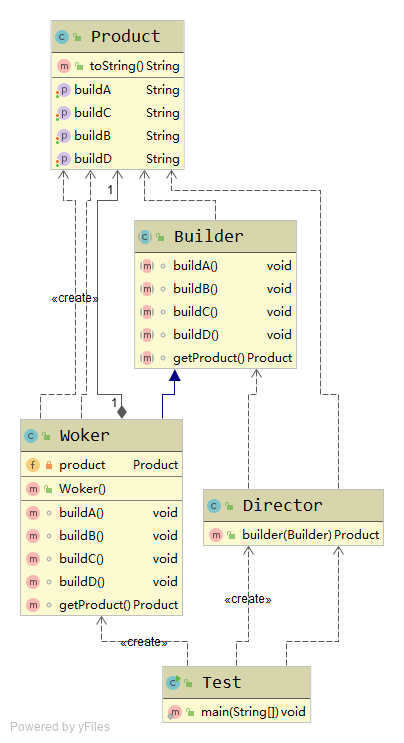 Product
toString() String
buildA String
buildC String
buildB String
buildD String
1
Builder
buildA() void
buildB() void
buildC() void
buildD() void
getProduct() Product
«create»
1
Woker
product Product
Woker()
buildA() void
buildB() void
buildC() void
buildD() void
getProduct() Product
Director
builder(Builder) Product
«create»
«create»
Test
main(String[]) void
Powered by yFiles